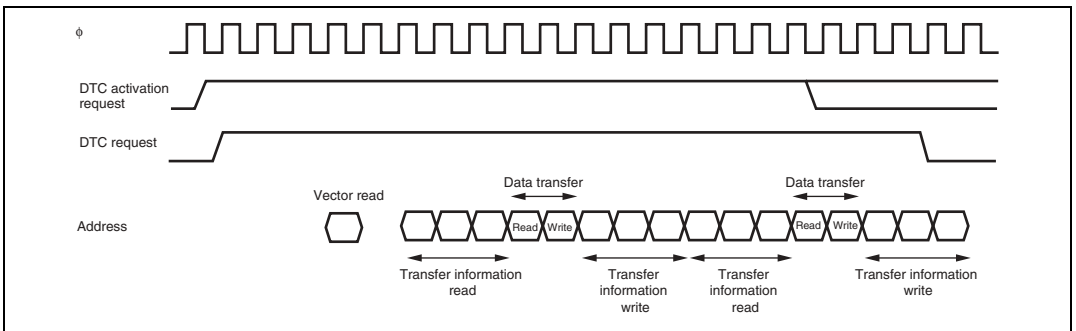 ϕ
DTC activation
request
DTC request
Data transfer
Data transfer
Vector read
Address
Read Write
Read Write
Transfer information
read
Transfer
information
write
Transfer
information
read
Transfer information
write